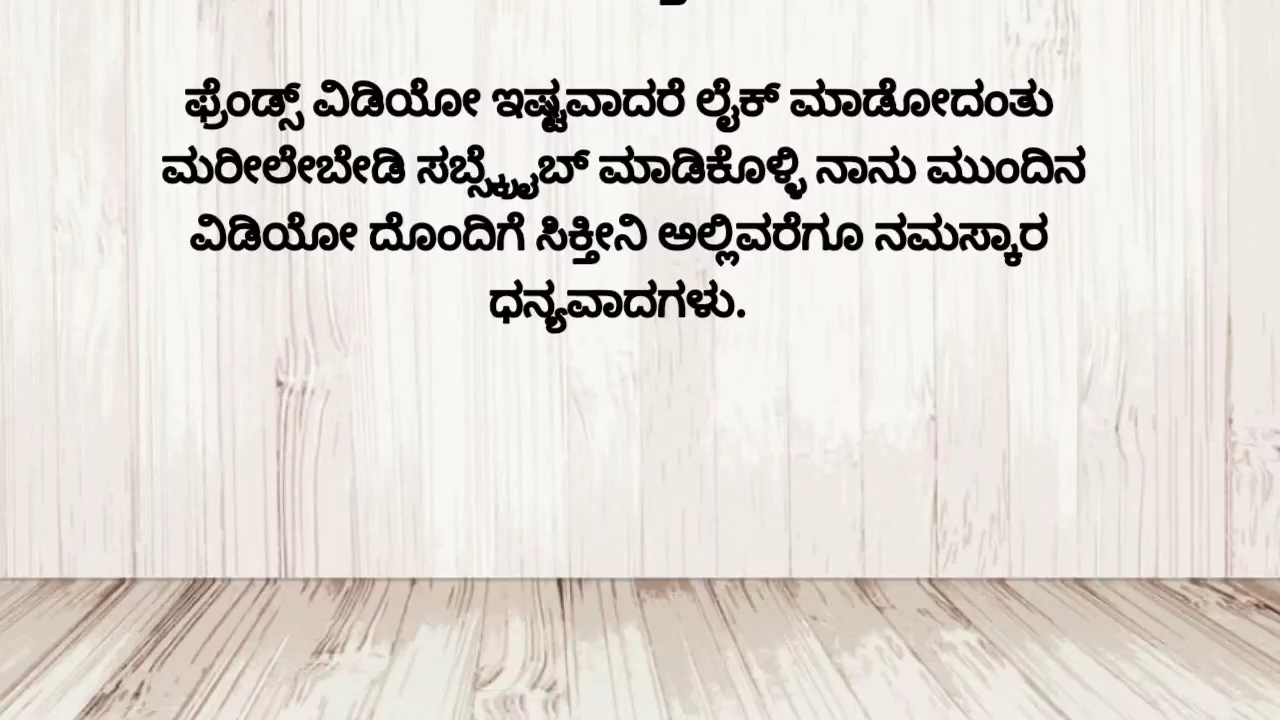 ಫ್ರೆಂಡ್ಸ್ ವಿಡಿಯೋ ಇಷ್ಟವಾದರೆ ಲೈಕ್ ಮಾಡೋದಂತು
ಮರೀಲೇಬೇಡಿ ಸಬ್ಸ್ಕ್ರೈಬ್ ಮಾಡಿಕೊಳ್ಳಿ ನಾನು ಮುಂದಿನ
ವಿಡಿಯೋ ದೊಂದಿಗೆ ಸಿಕ್ತೀನಿ ಅಲ್ಲಿವರೆಗೂ ನಮಸ್ಕಾರ
ಧನ್ಯವಾದಗಳು.